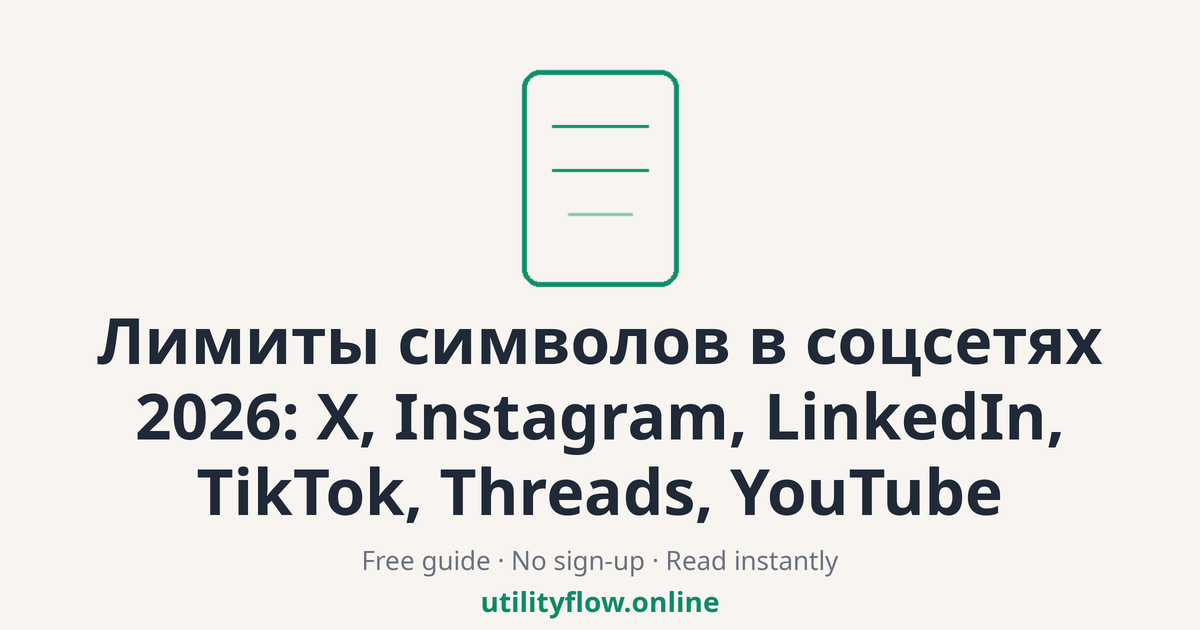 Лимиты символов в соцсетях
2026: X, Instagram, LinkedIn,
TikTok, Threads, YouTube
Free guide · No sign-up · Read instantly
utilityflow.online